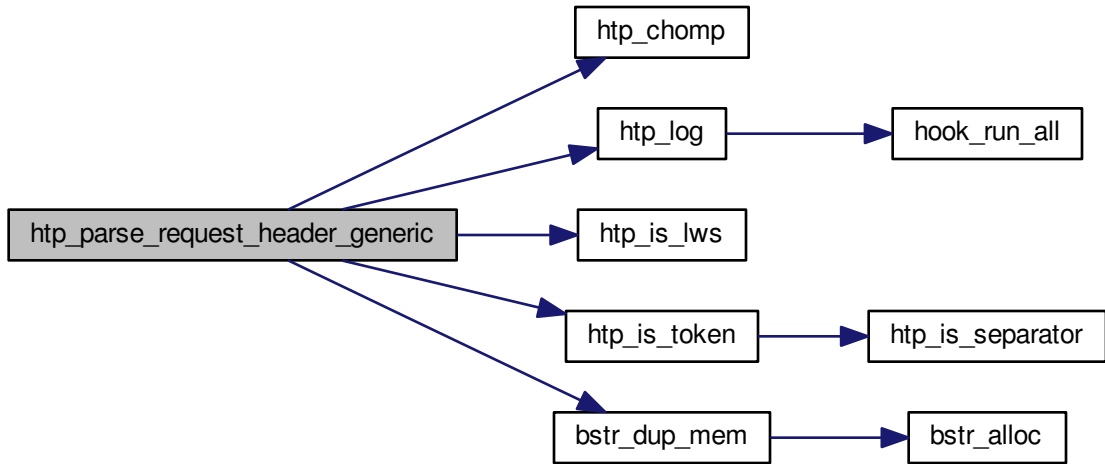 htp_chomp
htp_log
hook_run_all
htp_parse_request_header_generic
htp_is_lws
htp_is_token
htp_is_separator
bstr_dup_mem
bstr_alloc